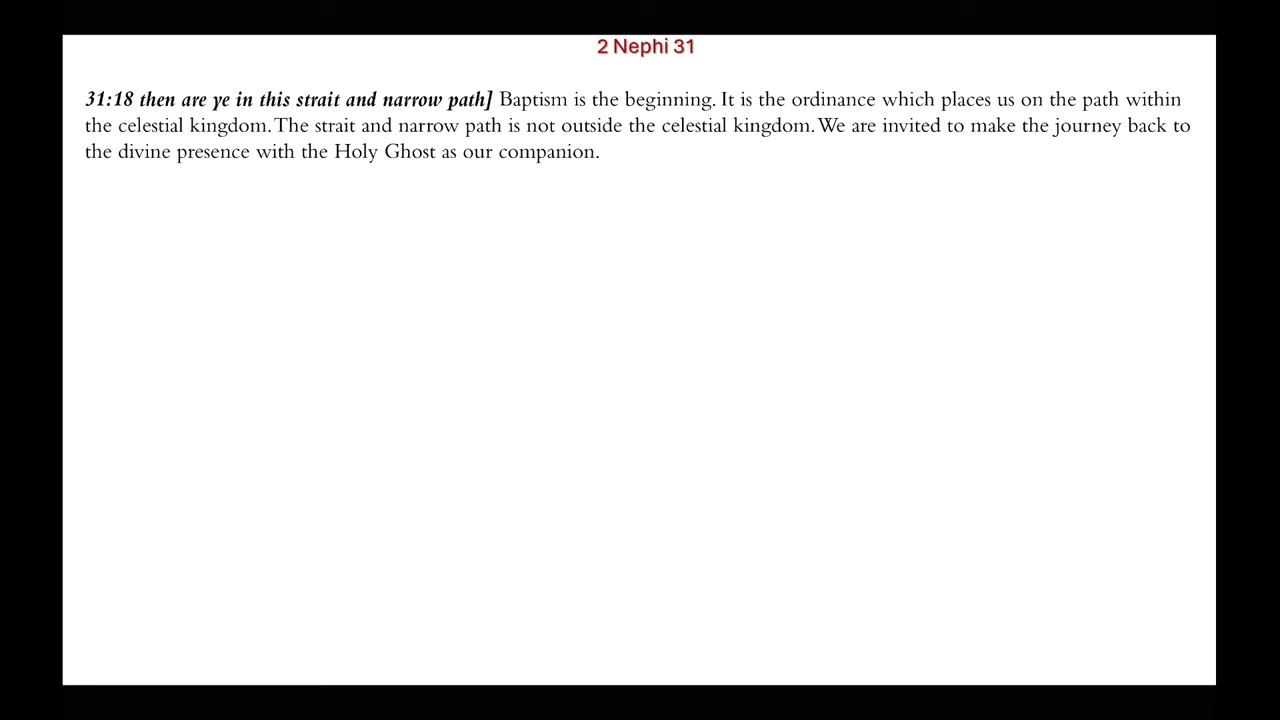 2 Nephi 31
31:18 then are ye in this strait and narrow path] Baptism is the beginning. It is the ordinance which places us on the path within
the celestial kingdom. The strait and narrow path is not outside the celestial kingdom. We are invited to make the journey back to
the divine presence with the Holy Ghost as our companion.